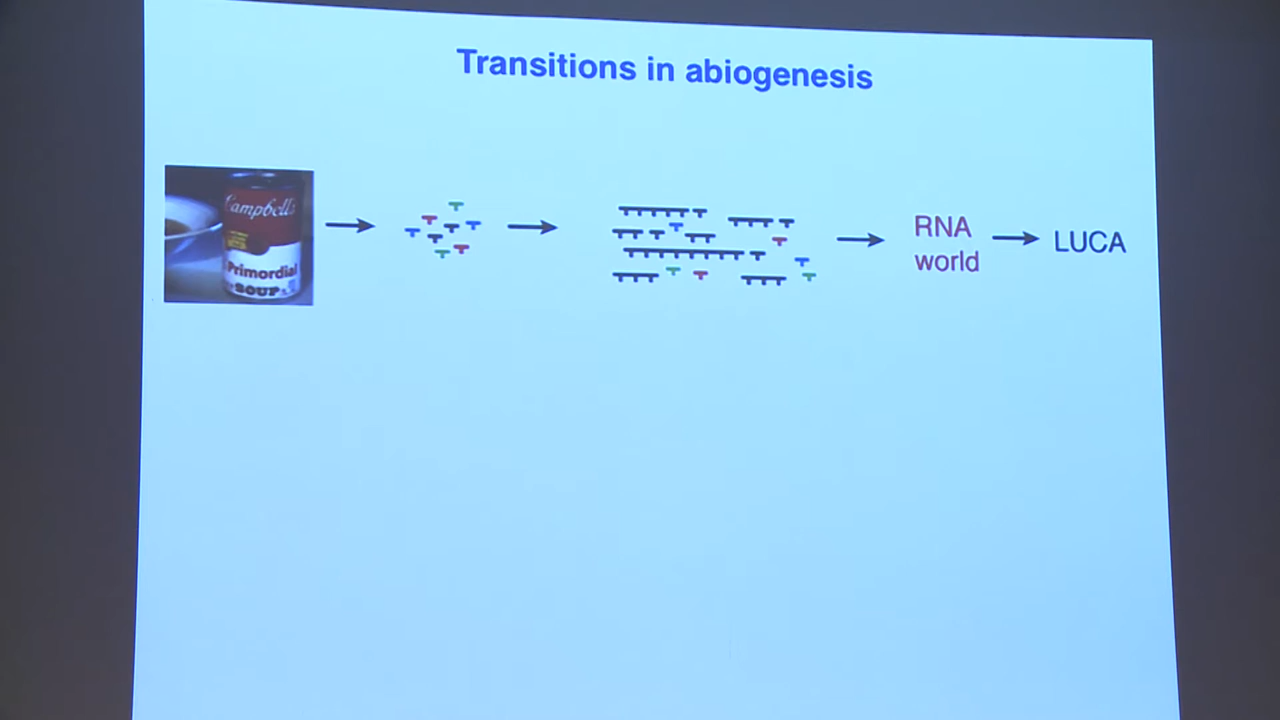 Transitions in abiogenesis
Campbell's
Primordial
SOUP
RNA
world
LUCA